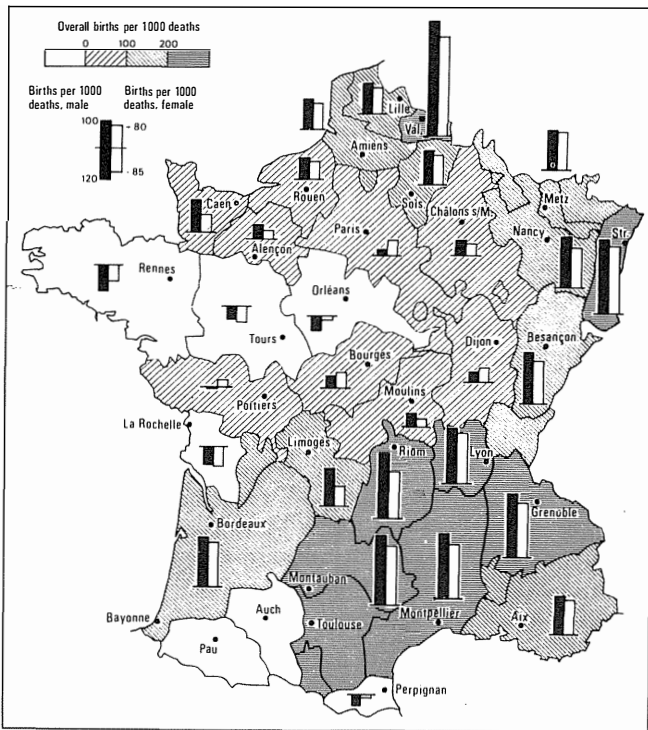 Overall births per 1000 deaths
0 100 200
Births per 1000 deaths, male
Births per 1000 deaths, female
100
80
120
85
Lille
Val.
Amiens
Rouen
Caen
Sois
Châlons s/M.
Metz
Nancy
Str.
Paris
Alençon
Rennes
Orléans
Tours
Dijon
Besançon
Bourges
Poitiers
Moulins
La Rochelle
Limoges
Riom
Lyon
Grenoble
Bordeaux
Montauban
Bayonne
Auch
Toulouse
Montpellier
Aix
Pau
Perpignan